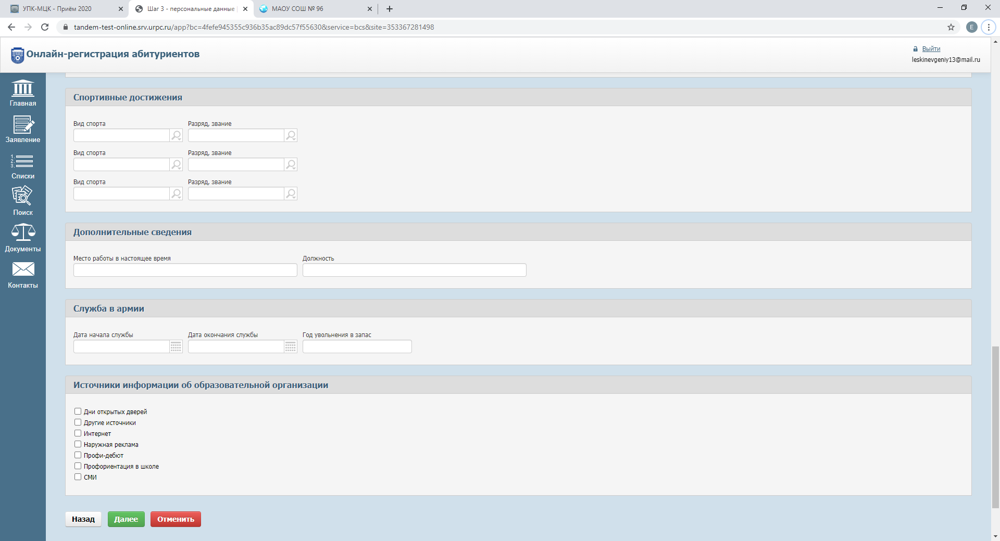 УПК-МЦК - Приём 2020
Шаг 3 - персональные данные |
МАОУ СОШ № 96
tandem-test-online.srv.urpc.ru/app?bc=4fefe945355c936b35ac89dc57f55630&service=bcs&site=353367281498
E
Онлайн-регистрация абитуриентов
Выйти
leskinevgeniy13@mail.ru
Главная
Заявление
1.
2.
3.
Списки
Поиск
Документы
Контакты
Спортивные достижения
Вид спорта Разряд, звание
Вид спорта Разряд, звание
Вид спорта Разряд, звание
Дополнительные сведения
Место работы в настоящее время Должность
Служба в армии
Дата начала службы Дата окончания службы Год увольнения в запас
Источники информации об образовательной организации
Дни открытых дверей
Другие источники
Интернет
Наружная реклама
Профи-дебют
Профориентация в школе
СМИ
Назад Далее Отменить